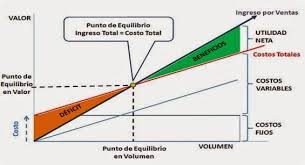 VALOR
Punto de Equilibrio
Ingreso Total = Costo Total
Ingreso por Ventas
UTILIDAD
NETA
BENEFICIOS
Costos Totales
Punto de
Equilibrio
en Valor
COSTOS
VARIABLES
DÉFICIT
Costo
COSTOS
FIJOS
Punto de Equilibrio
en Volumen
VOLUMEN